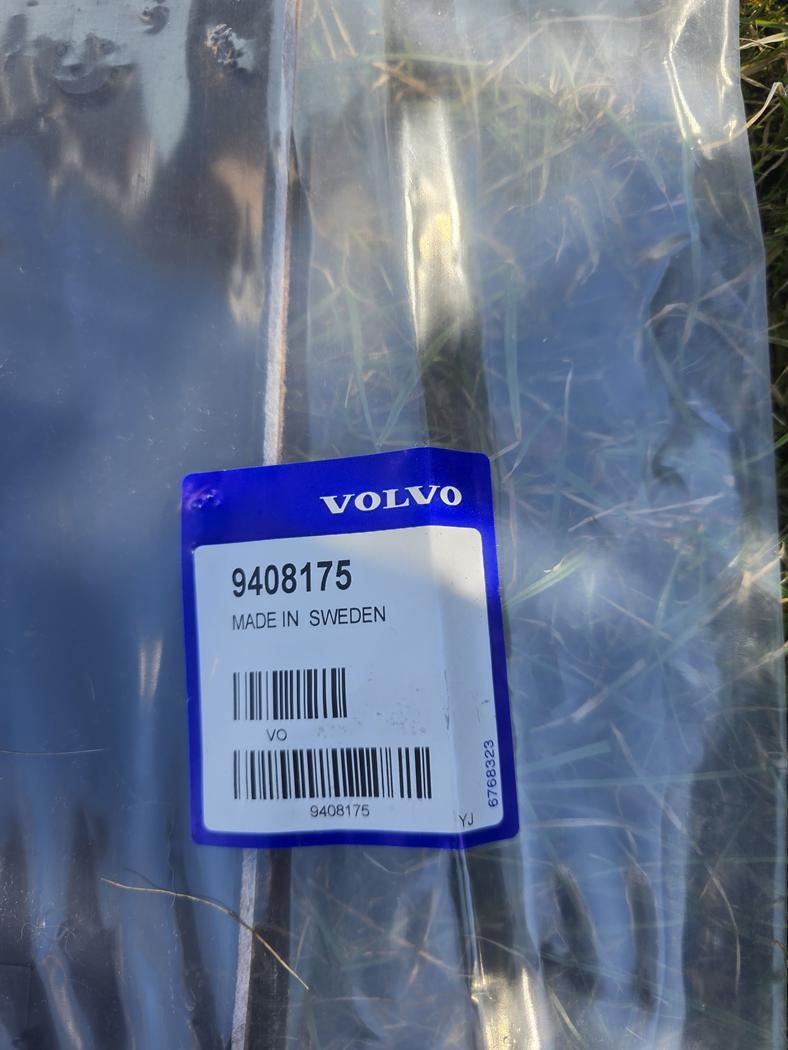 VOLVO
9408175
MADE IN SWEDEN
VO
9408175
YJ
6768323